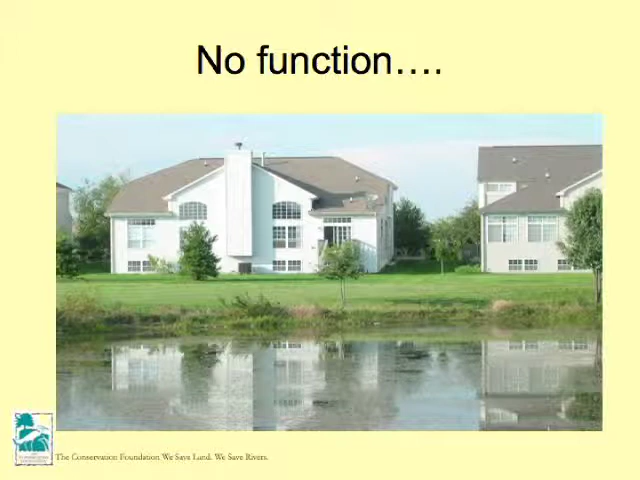 No function….
The Conservation Foundation We Save Land. We Save Rivers.